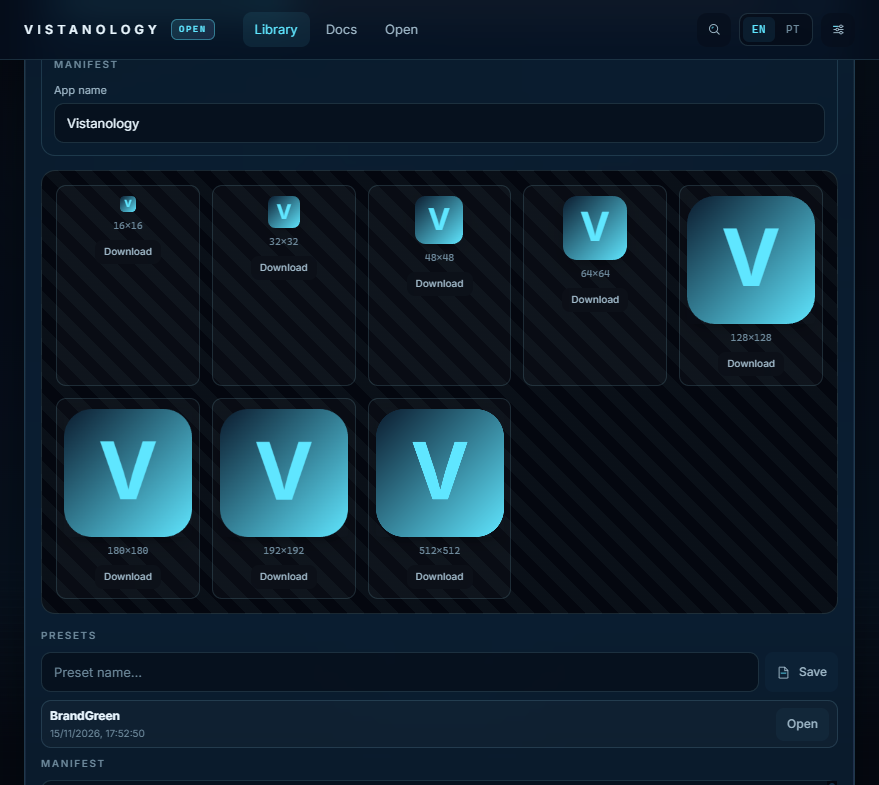 VISTANOLOGY OPEN Library Docs Open EN PT
MANIFEST
App name
Vistanology
V V V V V
16×16 32×32 48×48 64×64 128×128
Download Download Download Download Download
V V V
180×180 192×192 512×512
Download Download Download
PRESETS
Preset name... Save
BrandGreen
15/11/2026, 17:52:50
Open
MANIFEST